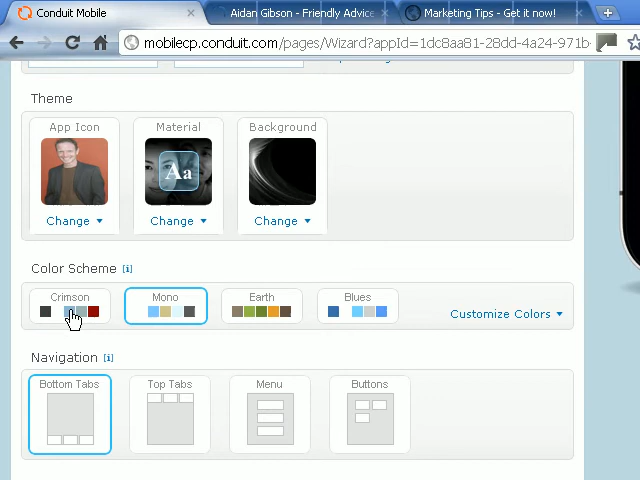 Conduit Mobile
Aidan Gibson - Friendly Advice
Marketing Tips - Get it now!
mobilecp.conduit.com/pages/Wizard?appId=1dc8aa81-28dd-4a24-971b
Theme
App Icon
Material
Background
Aa
Change
Change
Change
Color Scheme [i]
Crimson
Mono
Earth
Blues
Customize Colors
Navigation [i]
Bottom Tabs
Top Tabs
Menu
Buttons